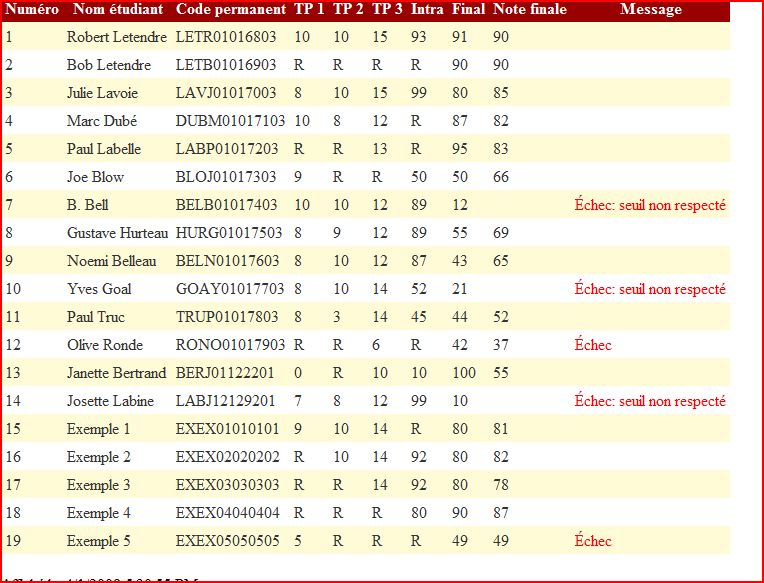 Numéro Nom étudiant Code permanent TP 1 TP 2 TP 3 Intra Final Note finale Message
1 Robert Letendre LETR01016803 10 10 15 93 91 90
2 Bob Letendre LETB01016903 R R R R 90 90
3 Julie Lavoie LAVJ01017003 8 10 15 99 80 85
4 Marc Dubé DUBM01017103 10 8 12 R 87 82
5 Paul Labelle LABP01017203 R R 13 R 95 83
6 Joe Blow BLOJ01017303 9 R R 50 50 66
7 B. Bell BELB01017403 10 10 12 89 12 Échec: seuil non respecté
8 Gustave Hurteau HURG01017503 8 9 12 89 55 69
9 Noemi Belleau BELN01017603 8 10 12 87 43 65
10 Yves Goal GOAY01017703 8 10 14 52 21 Échec: seuil non respecté
11 Paul Truc TRUP01017803 8 3 14 45 44 52
12 Olive Ronde RONO01017903 R R 6 R 42 37 Échec
13 Janette Bertrand BERJ01122201 0 R 10 10 100 55
14 Josette Labine LABJ12129201 7 8 12 99 10 Échec: seuil non respecté
15 Exemple 1 EXEX01010101 9 10 14 R 80 81
16 Exemple 2 EXEX02020202 R 10 14 92 80 82
17 Exemple 3 EXEX03030303 R R 14 92 80 78
18 Exemple 4 EXEX04040404 R R R 80 90 87
19 Exemple 5 EXEX05050505 5 R R R 49 49 Échec